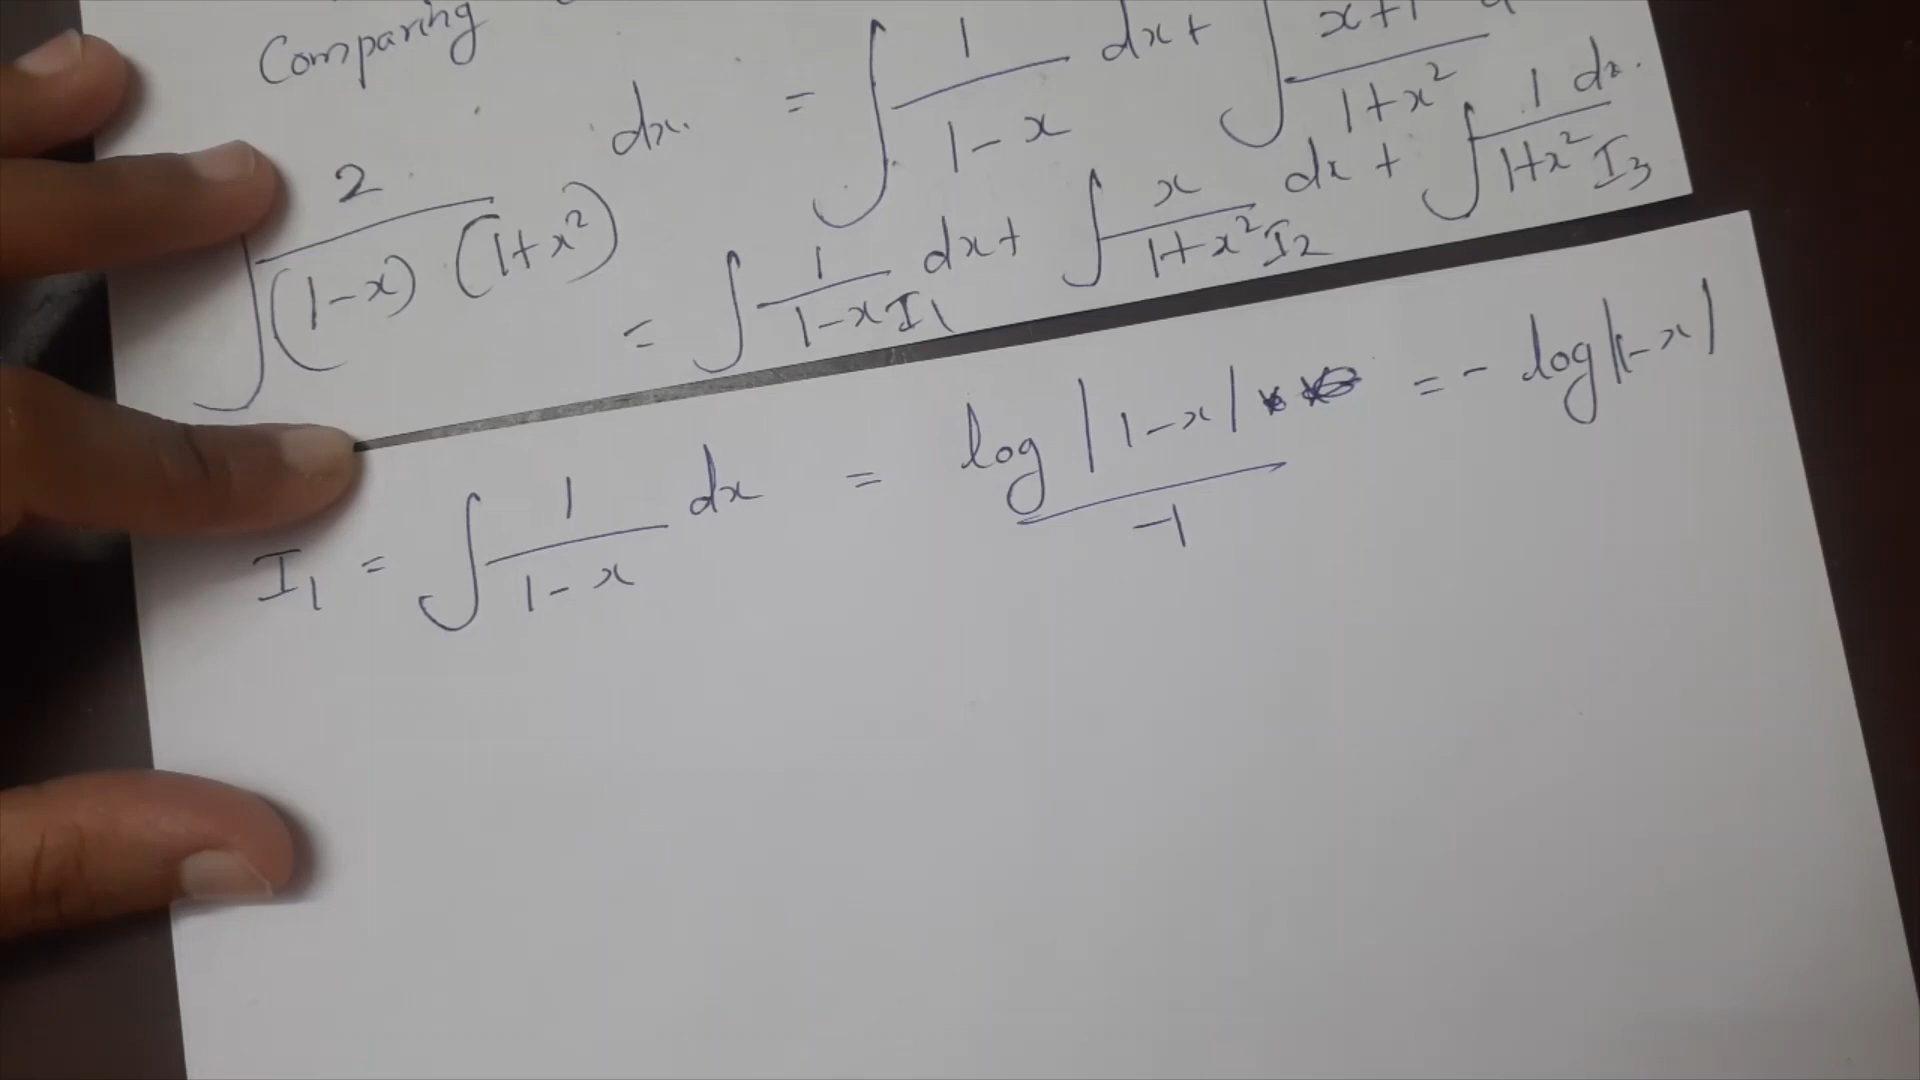 Comparing
∫ 2/((1-x) (1+x²)) dx. = ∫ 1/(1-x) dx + ∫ (x+1)/(1+x²)
= ∫ 1/(1-x) I₁ dx + ∫ x/(1+x²) I₂ dx + ∫ 1/(1+x²) I₃ dx.
I₁ = ∫ 1/(1-x) dx = log |1-x|/-1 = - log|1-x|